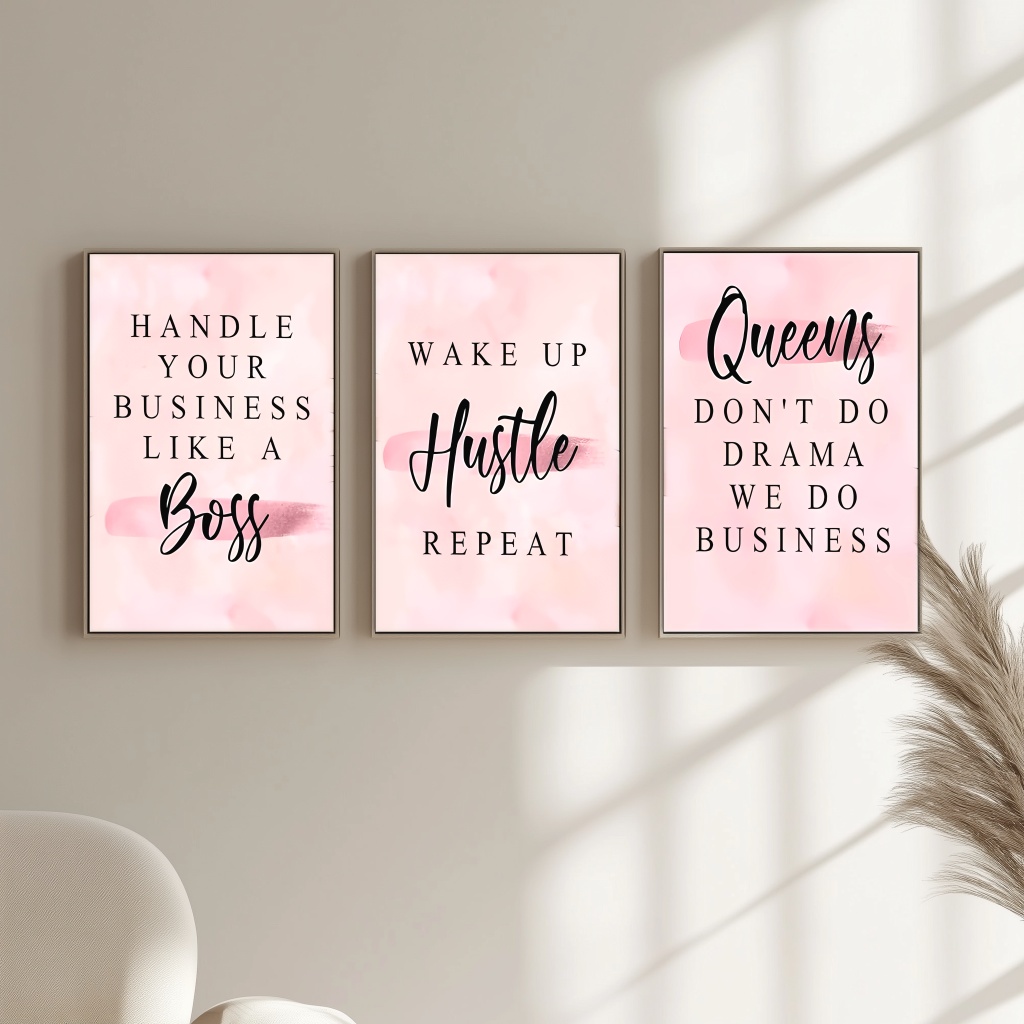 HANDLE
YOUR
BUSINESS
LIKE A
Boss
WAKE UP
Hustle
REPEAT
Queens
DON'T DO
DRAMA
WE DO
BUSINESS